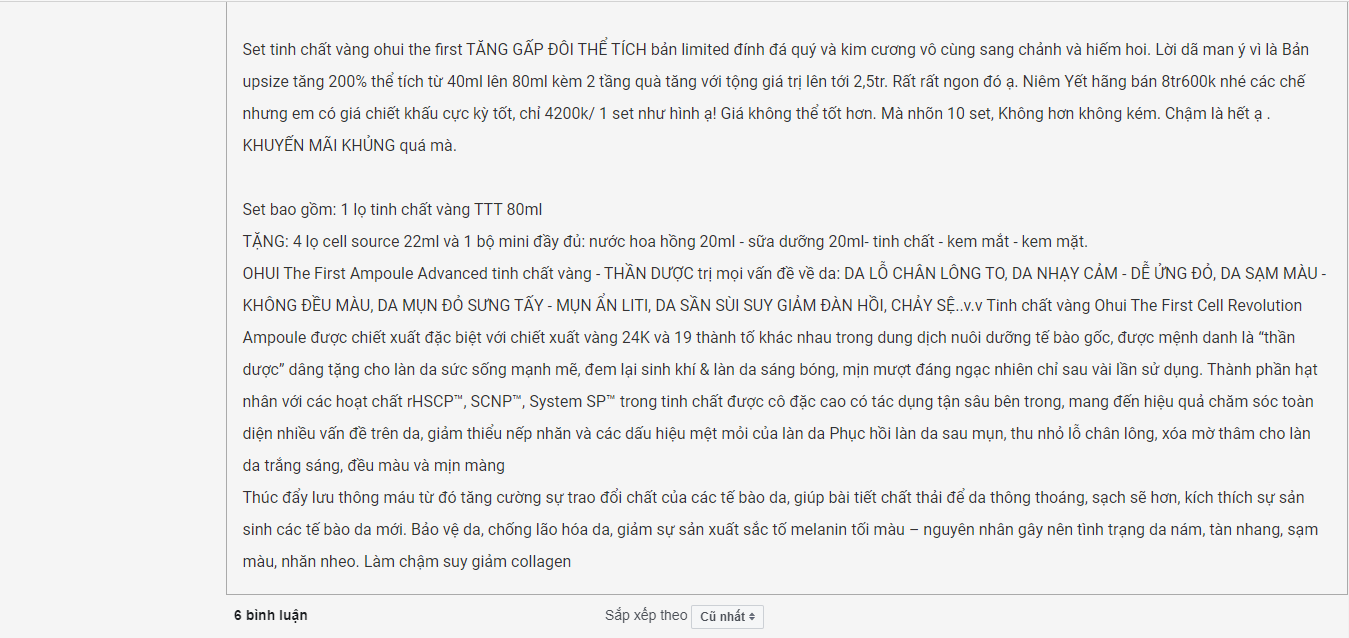 Set tinh chất vàng ohui the first TĂNG GẤP ĐÔI THỂ TÍCH bản limited đính đá quý và kim cương vô cùng sang chảnh và hiếm hoi. Lời dã man ý vì là Bản
upsize tăng 200% thể tích từ 40ml lên 80ml kèm 2 tầng quà tăng với tộng giá trị lên tới 2,5tr. Rất rất ngon đó ạ. Niêm Yết hãng bán 8tr600k nhé các chế
nhưng em có giá chiết khấu cực kỳ tốt, chỉ 4200k/ 1 set như hình ạ! Giá không thể tốt hơn. Mà nhõn 10 set, Không hơn không kém. Chậm là hết ạ .
KHUYẾN MÃI KHỦNG quá mà.
Set bao gồm: 1 lọ tinh chất vàng TTT 80ml
TẶNG: 4 lọ cell source 22ml và 1 bộ mini đầy đủ: nước hoa hồng 20ml - sữa dưỡng 20ml- tinh chất - kem mắt - kem mặt.
OHUI The First Ampoule Advanced tinh chất vàng - THẦN DƯỢC trị mọi vấn đề về da: DA LỖ CHÂN LÔNG TO, DA NHẠY CẢM - DỄ ỬNG ĐỎ, DA SẠM MÀU -
KHÔNG ĐỀU MÀU, DA MỤN ĐỎ SƯNG TẤY - MỤN ẨN LITI, DA SẦN SÙI SUY GIẢM ĐÀN HỒI, CHẢY SỆ..v.v Tinh chất vàng Ohui The First Cell Revolution
Ampoule được chiết xuất đặc biệt với chiết xuất vàng 24K và 19 thành tố khác nhau trong dung dịch nuôi dưỡng tế bào gốc, được mệnh danh là “thần
dược” dâng tặng cho làn da sức sống mạnh mẽ, đem lại sinh khí & làn da sáng bóng, mịn mượt đáng ngạc nhiên chỉ sau vài lần sử dụng. Thành phần hạt
nhân với các hoạt chất rHSCP™, SCNP™, System SP™ trong tinh chất được cô đặc cao có tác dụng tận sâu bên trong, mang đến hiệu quả chăm sóc toàn
diện nhiều vấn đề trên da, giảm thiểu nếp nhăn và các dấu hiệu mệt mỏi của làn da Phục hồi làn da sau mụn, thu nhỏ lỗ chân lông, xóa mờ thâm cho làn
da trắng sáng, đều màu và mịn màng
Thúc đẩy lưu thông máu từ đó tăng cường sự trao đổi chất của các tế bào da, giúp bài tiết chất thải để da thông thoáng, sạch sẽ hơn, kích thích sự sản
sinh các tế bào da mới. Bảo vệ da, chống lão hóa da, giảm sự sản xuất sắc tố melanin tối màu – nguyên nhân gây nên tình trạng da nám, tàn nhang, sạm
màu, nhăn nheo. Làm chậm suy giảm collagen
6 bình luận Sắp xếp theo Cũ nhất